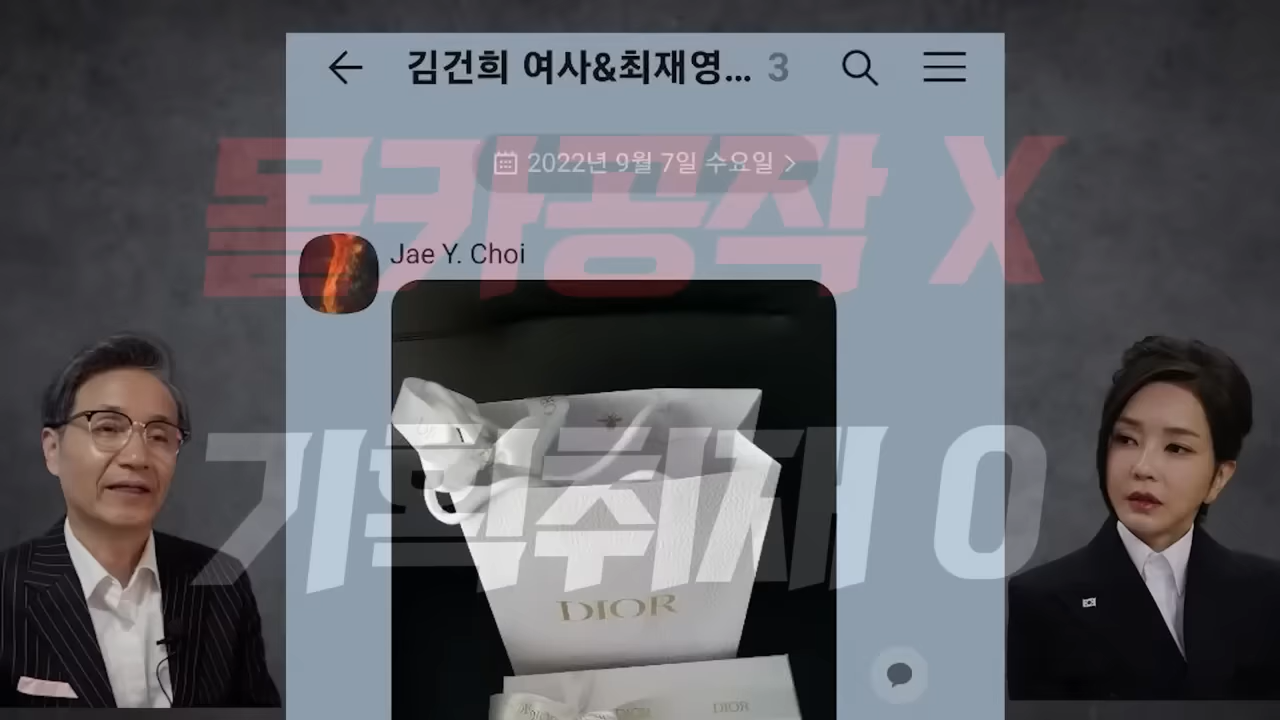 김건희 여사&최재영... 3
2022년 9월 7일 수요일
몰카공작 X
Jae Y. Choi
기획취재 O
DIOR
DIOR DIOR